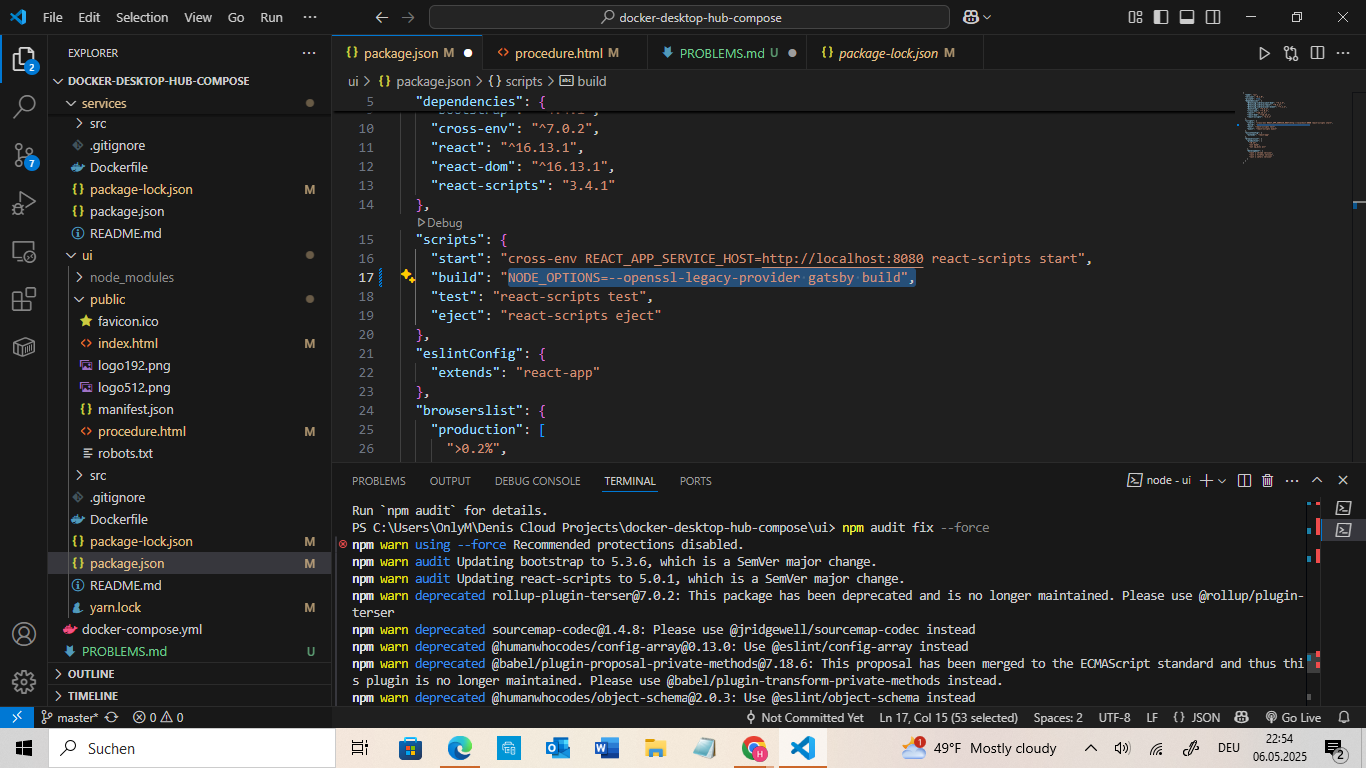 File Edit Selection View Go Run ··· docker-desktop-hub-compose
EXPLORER
DOCKER-DESKTOP-HUB-COMPOSE
services
src
.gitignore
Dockerfile
package-lock.json M
package.json
README.md
ui
node_modules
public
favicon.ico
index.html M
logo192.png
logo512.png
manifest.json
procedure.html M
robots.txt
src
.gitignore
Dockerfile
package-lock.json M
package.json M
README.md
yarn.lock M
docker-compose.yml
PROBLEMS.md U
OUTLINE
TIMELINE
2
7
package.json M procedure.html M PROBLEMS.md U package-lock.json M
ui > package.json > scripts > build
5 "dependencies": {
10 "cross-env": "^7.0.2",
11 "react": "^16.13.1",
12 "react-dom": "^16.13.1",
13 "react-scripts": "3.4.1"
14 },
Debug
15 "scripts": {
16 "start": "cross-env REACT_APP_SERVICE_HOST=http://localhost:8080 react-scripts start",
17 "build": "NODE_OPTIONS=--openssl-legacy-provider gatsby build",
18 "test": "react-scripts test",
19 "eject": "react-scripts eject"
20 },
21 "eslintConfig": {
22 "extends": "react-app"
23 },
24 "browserslist": {
25 "production": [
26 ">0.2%",
PROBLEMS OUTPUT DEBUG CONSOLE TERMINAL PORTS node - ui
Run `npm audit` for details.
PS C:\Users\OnlyM\Denis Cloud Projects\docker-desktop-hub-compose\ui> npm audit fix --force
npm warn using --force Recommended protections disabled.
npm warn audit Updating bootstrap to 5.3.6, which is a SemVer major change.
npm warn audit Updating react-scripts to 5.0.1, which is a SemVer major change.
npm warn deprecated rollup-plugin-terser@7.0.2: This package has been deprecated and is no longer maintained. Please use @rollup/plugin-
terser
npm warn deprecated sourcemap-codec@1.4.8: Please use @jridgewell/sourcemap-codec instead
npm warn deprecated @humanwhocodes/config-array@0.13.0: Use @eslint/config-array instead
npm warn deprecated @babel/plugin-proposal-private-methods@7.18.6: This proposal has been merged to the ECMAScript standard and thus thi
s plugin is no longer maintained. Please use @babel/plugin-transform-private-methods instead.
npm warn deprecated @humanwhocodes/object-schema@2.0.3: Use @eslint/object-schema instead
master* 0 0 Not Committed Yet Ln 17, Col 15 (53 selected) Spaces: 2 UTF-8 LF { } JSON Go Live
Suchen 1 49°F Mostly cloudy DEU 22:54
06.05.2025 2